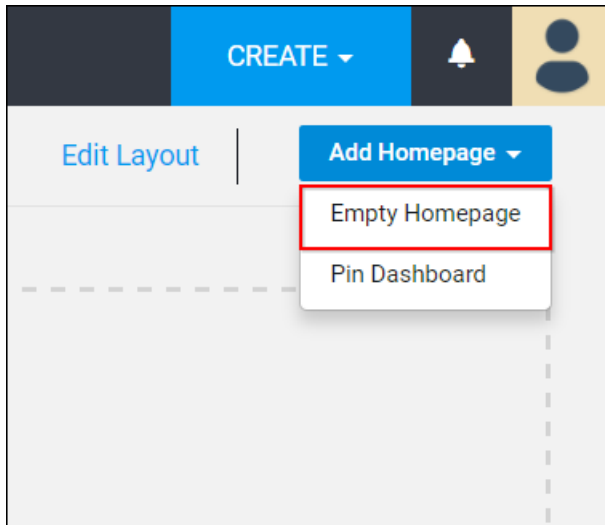 CREATE
Edit Layout
Add Homepage
Empty Homepage
Pin Dashboard